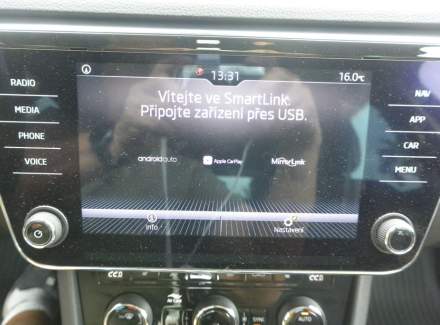 13:31 16.0℃
RADIO
MEDIA
PHONE
VOICE
Vítejte ve SmartLink.
Připojte zařízení přes USB.
androidauto Apple CarPlay MirrorLink
Info Nastavení
NAV
APP
CAR
MENU
SYNC